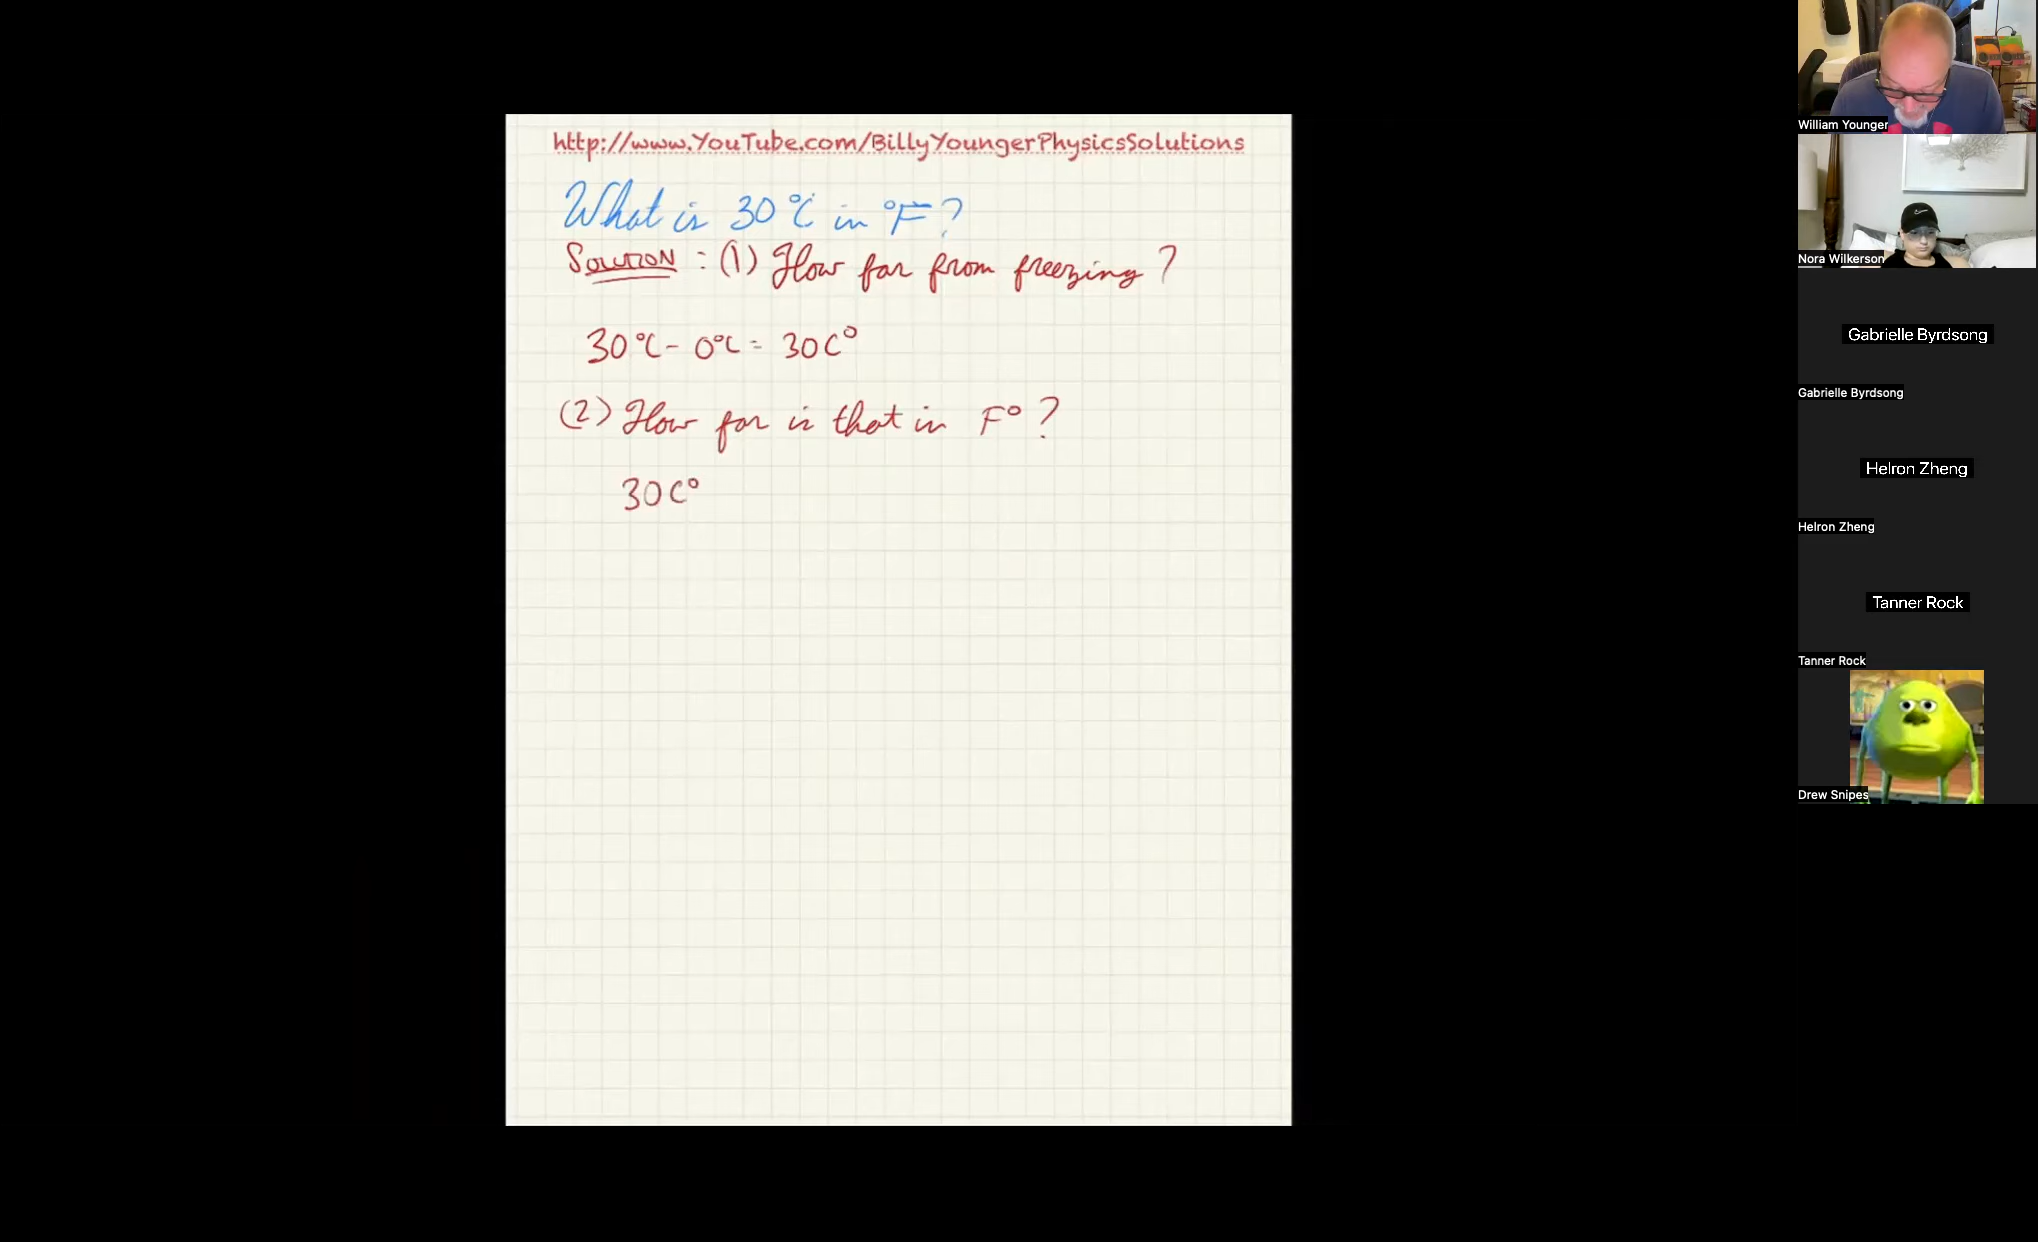 http://www.YouTube.com/BillyYoungerPhysicsSolutions
What is 30°C in °F?
SOLUTION : (1) How far from freezing?
30°C - 0°C = 30C°
(2) How far is that in F°?
30C°
William Younger
Nora Wilkerson
Gabrielle Byrdsong
Gabrielle Byrdsong
Helron Zheng
Helron Zheng
Tanner Rock
Tanner Rock
Drew Snipes